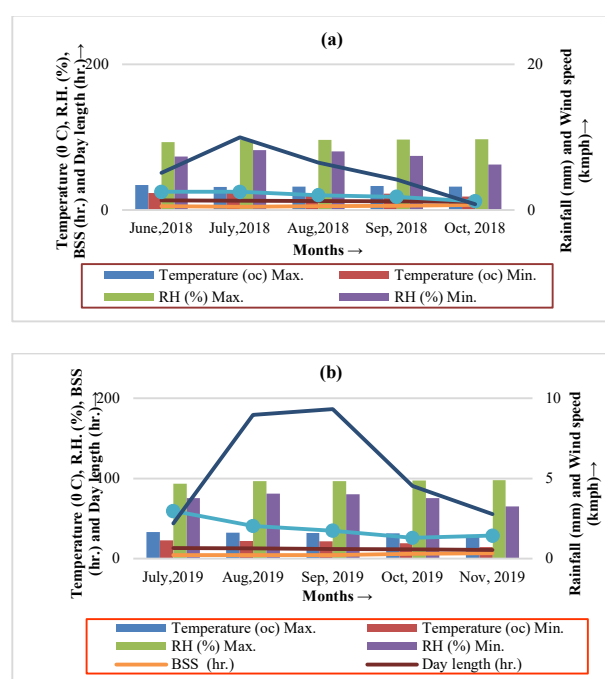 (a)
Temperature (0 C), R.H. (%),
BSS (hr.) and Day length (hr.)→
200
100
0
20
10
0
Rainfall (mm) and Wind speed
(kmph)→
June,2018 July,2018 Aug,2018 Sep,2018 Oct, 2018
Months →
Temperature (oc) Max. Temperature (oc) Min.
RH (%) Max. RH (%) Min.
(b)
Temperature (0 C), R.H. (%), BSS
(hr.) and Day length (hr.)→
200
100
0
10
5
0
Rainfall (mm) and Wind speed
(kmph)→
July,2019 Aug,2019 Sep,2019 Oct,2019 Nov,2019
Months →
Temperature (oc) Max. Temperature (oc) Min.
RH (%) Max. RH (%) Min.
BSS (hr.) Day length (hr.)